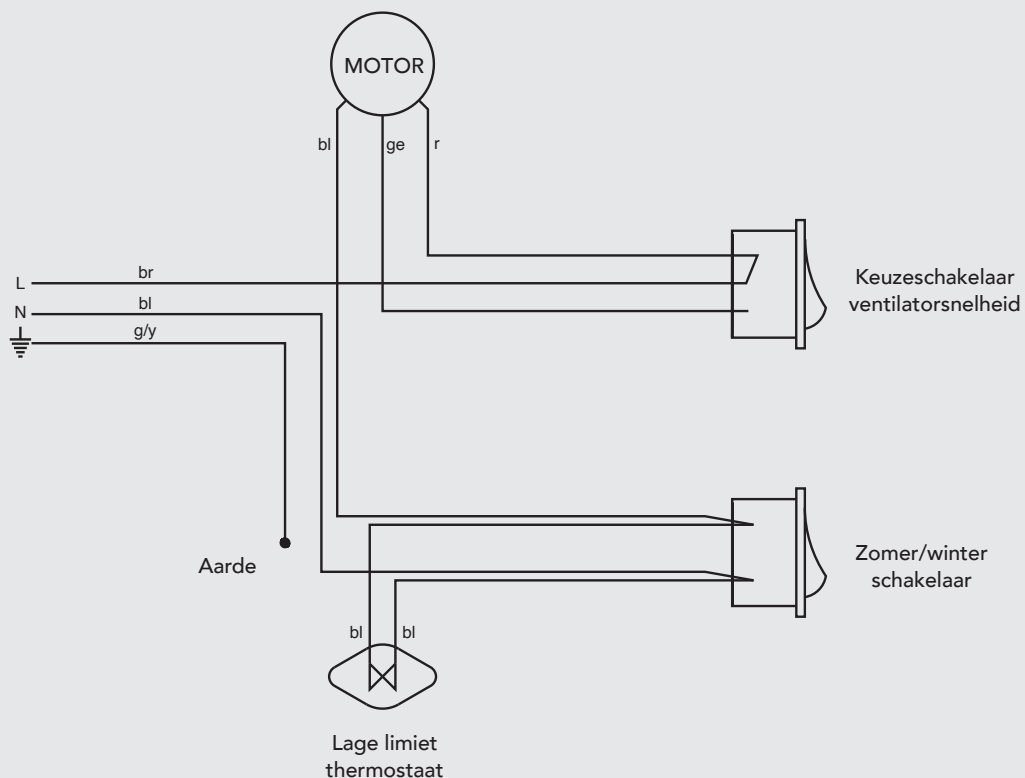 MOTOR
bl
ge
r
br
L
bl
N
g/y
Keuzeschakelaar
ventilatorsnelheid
Aarde
Zomer/winter
schakelaar
bl
bl
Lage limiet
thermostaat